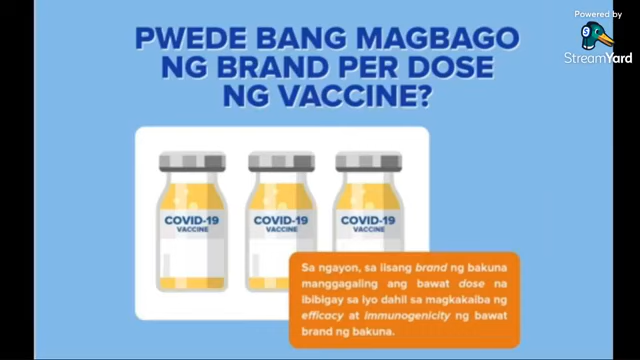 Powered by
StreamYard
PWEDE BANG MAGBAGO
NG BRAND PER DOSE
NG VACCINE?
COVID-19
VACCINE
COVID-19
VACCINE
COVID-19
VACCINE
Sa ngayon, sa iisang brand ng bakuna
manggagaling ang bawat dose na
ibibigay sa iyo dahil sa magkakaiba ng
efficacy at immunogenicity ng bawat
brand ng bakuna.